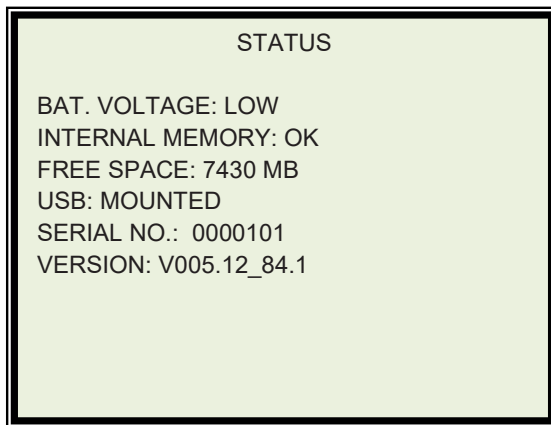 STATUS
BAT. VOLTAGE: LOW
INTERNAL MEMORY: OK
FREE SPACE: 7430 MB
USB: MOUNTED
SERIAL NO.: 0000101
VERSION: V005.12_84.1